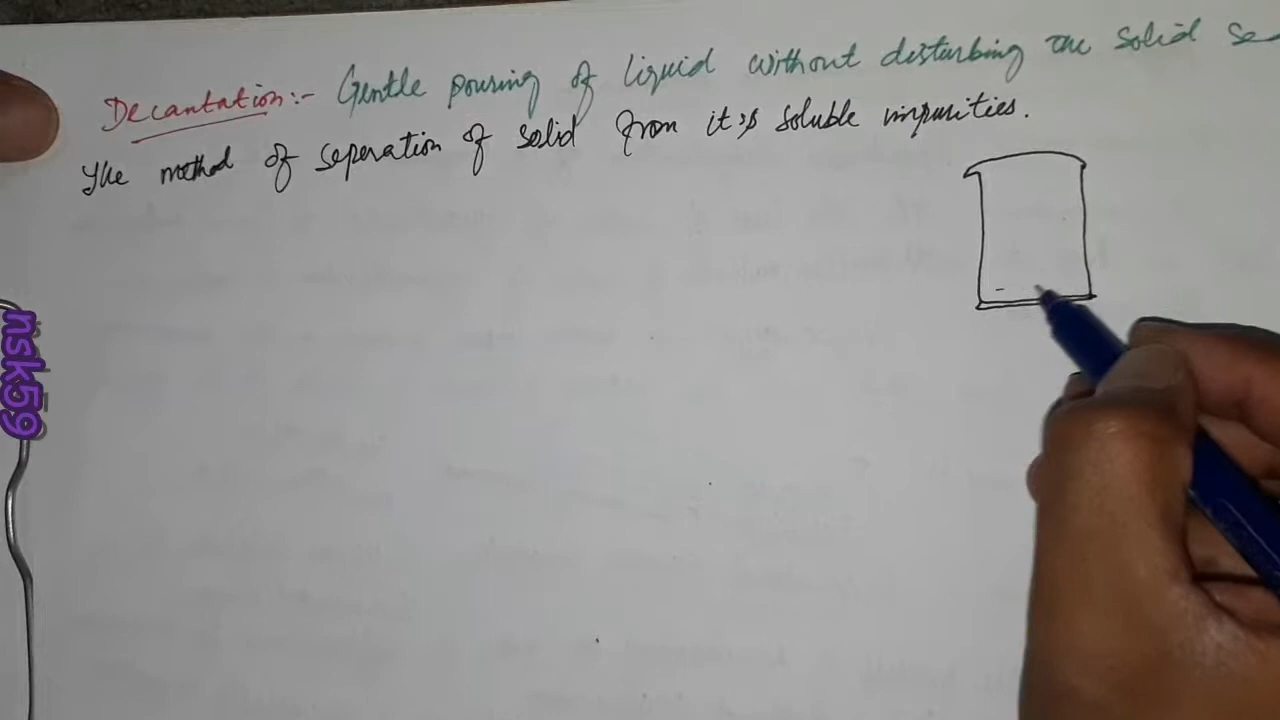 Decantation:- Gentle pouring of liquid without disturbing the solid se
The method of seperation of solid from it's soluble impurities.
nsk59